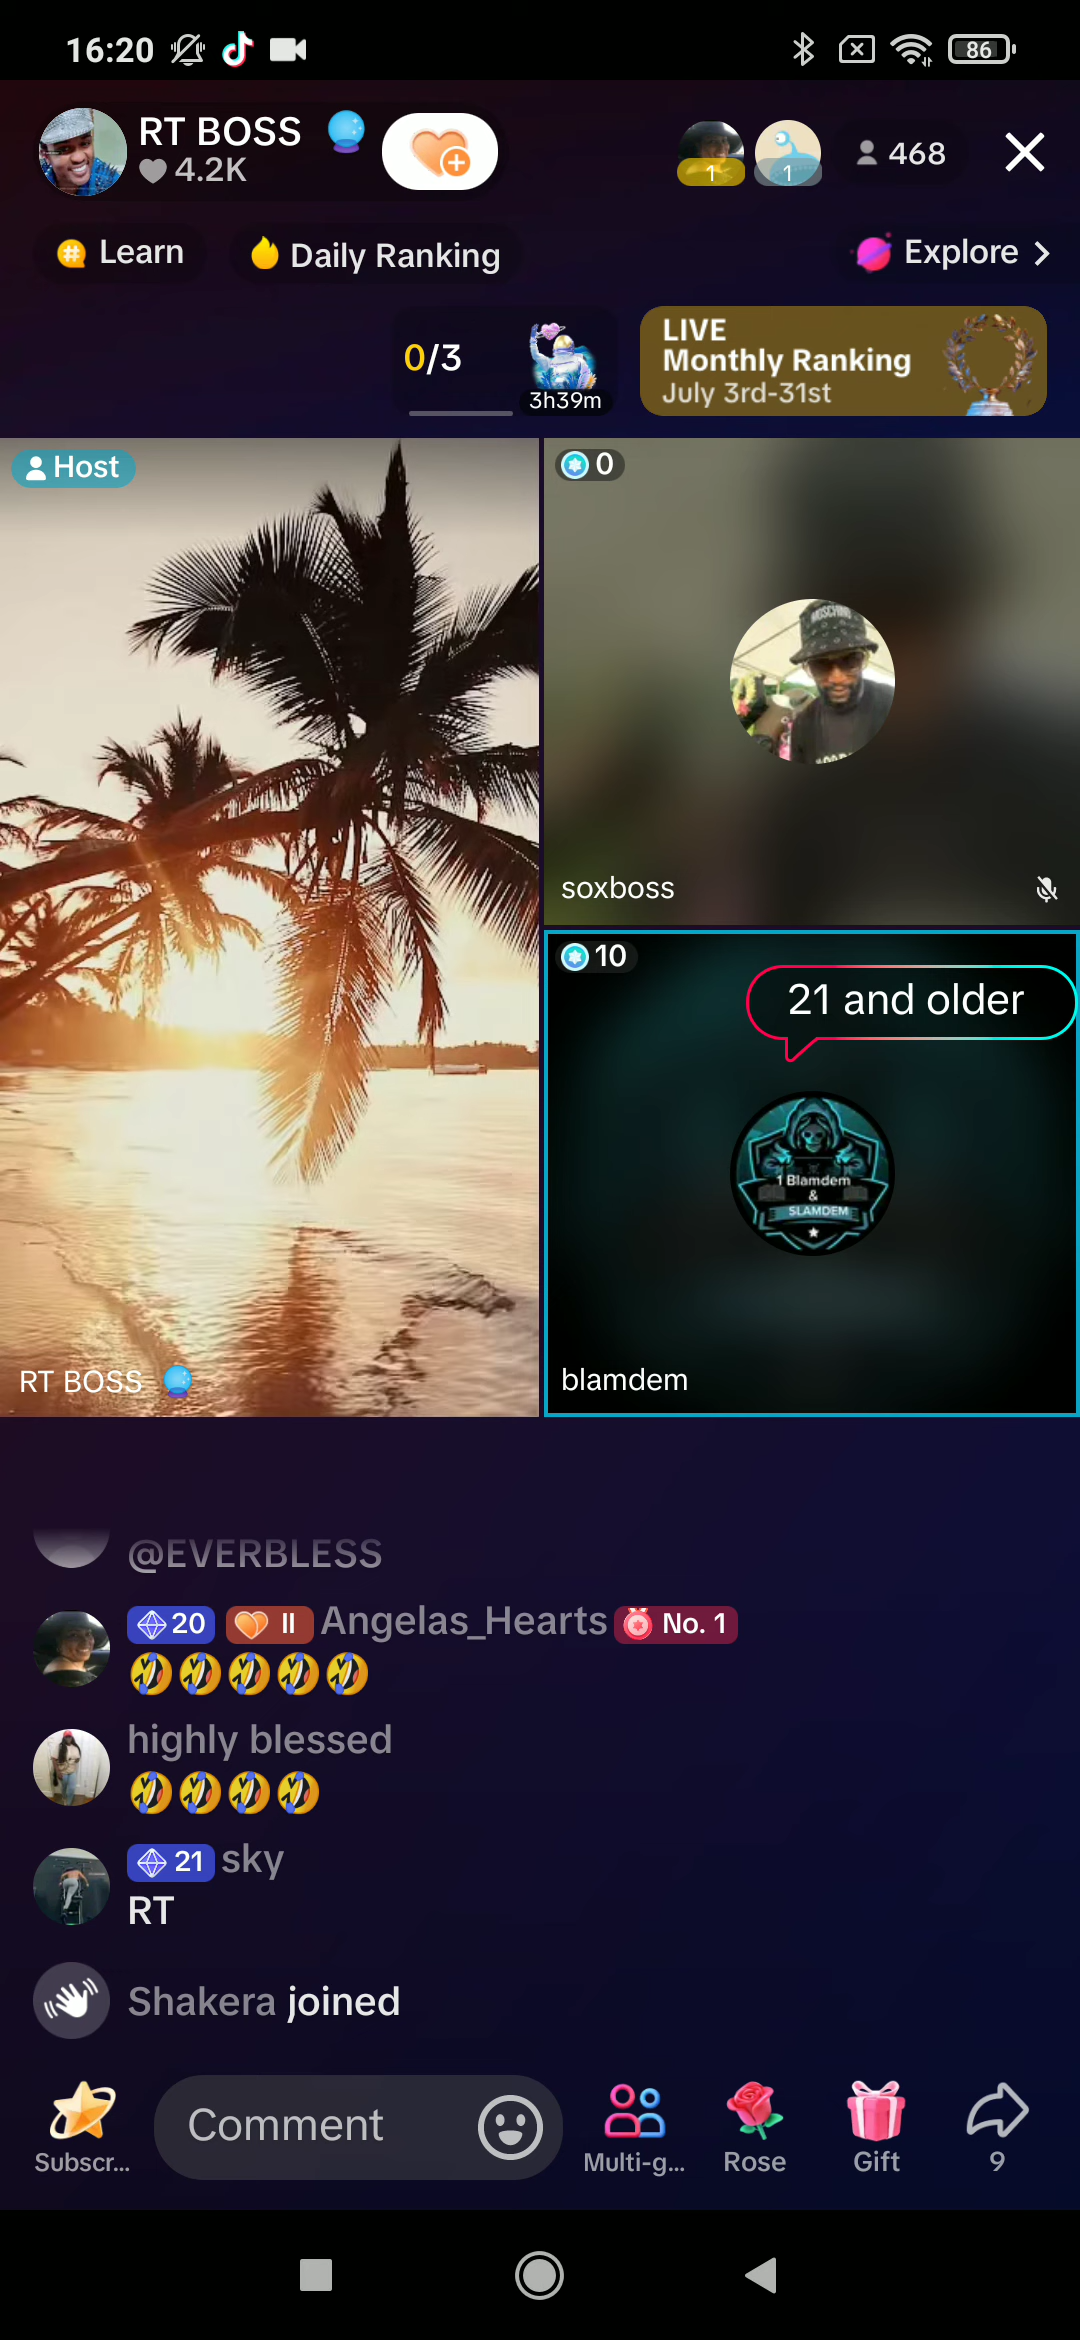 16:20
86
RT BOSS
4.2K
1
1
468
Learn
Daily Ranking
Explore
0/3
3h39m
LIVE
Monthly Ranking
July 3rd-31st
Host
0
MOSCHINO
soxboss
10
21 and older
1 Blamdem
&
SLAMDEM
RT BOSS
blamdem
@EVERBLESS
20 II Angelas_Hearts No. 1
🤣🤣🤣🤣🤣
highly blessed
🤣🤣🤣🤣
21 sky
RT
Shakera joined
Subscr...
Comment
Multi-g...
Rose
Gift
9